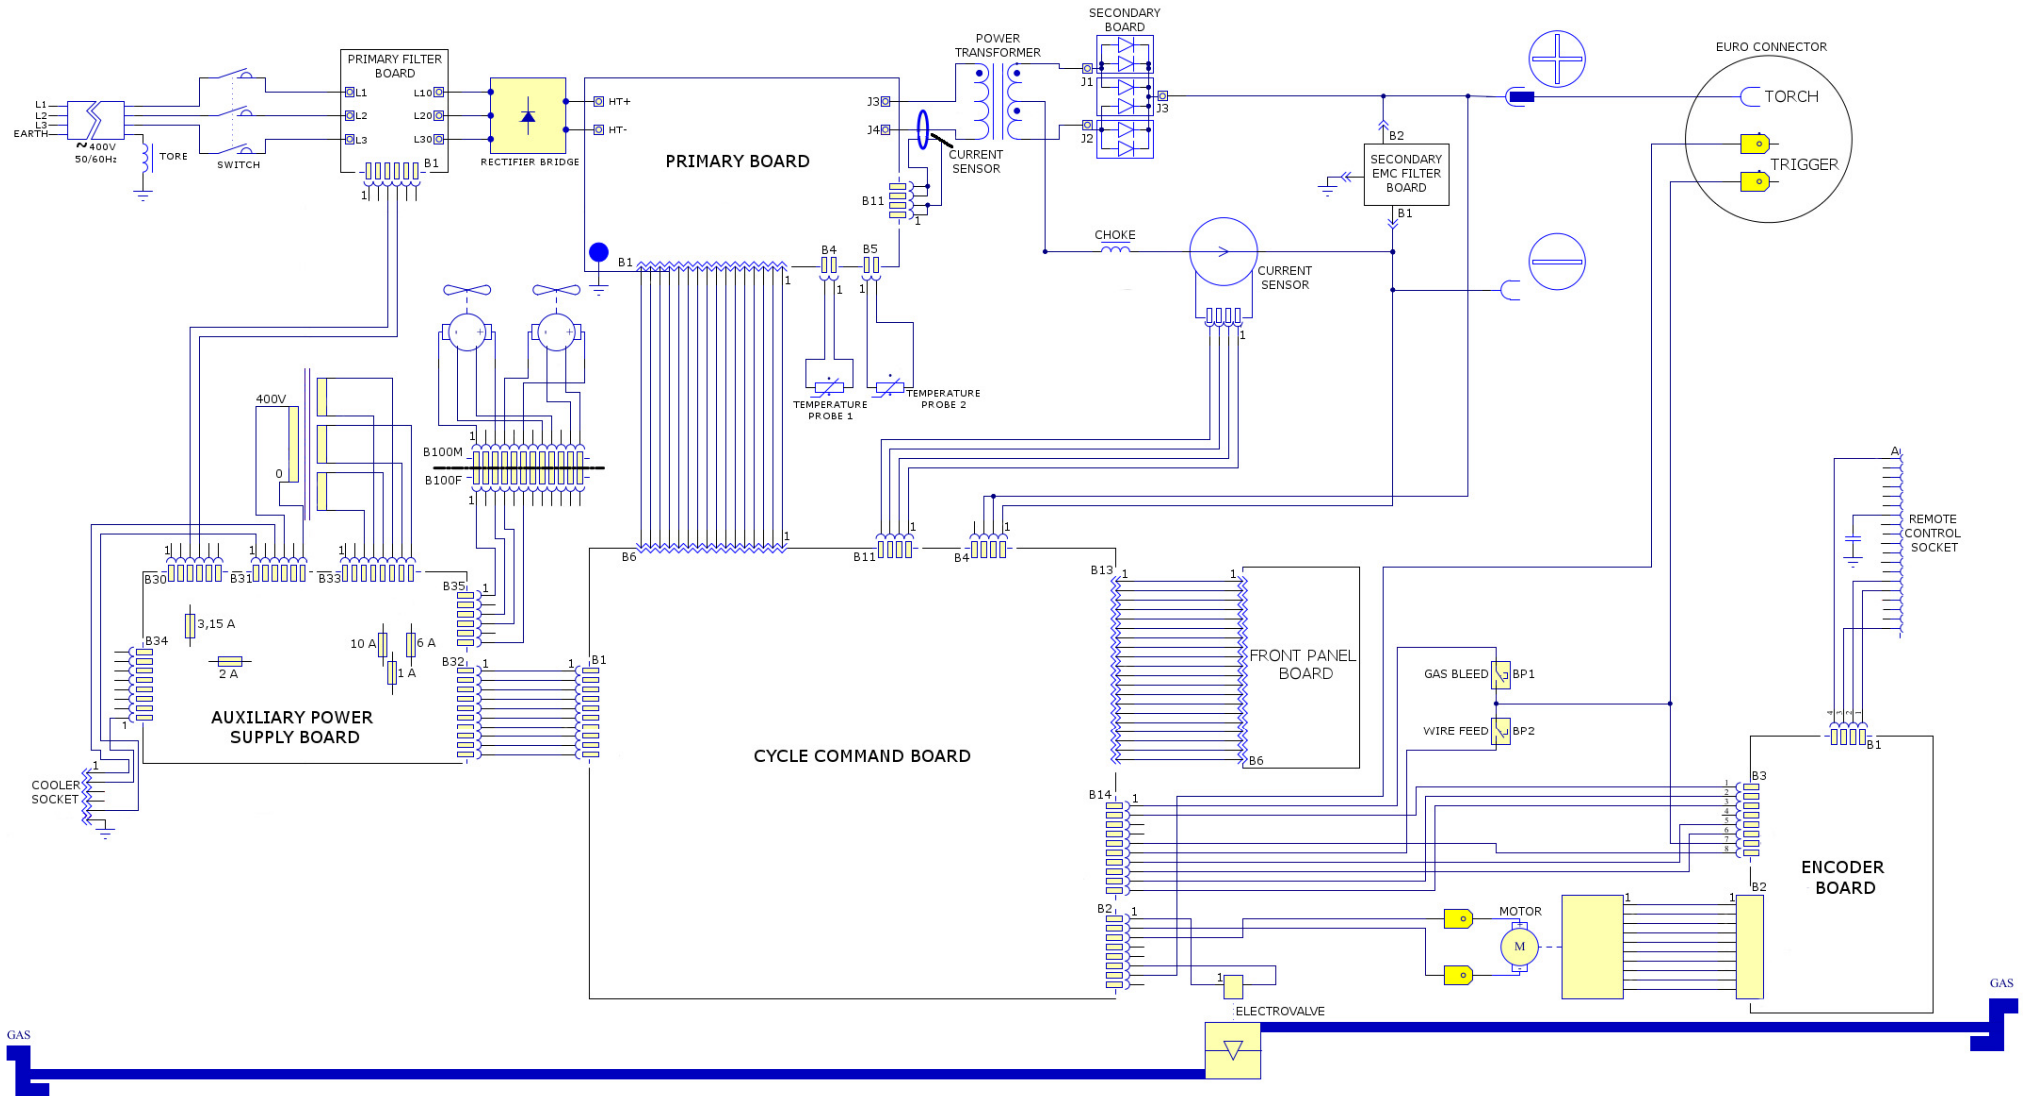 SECONDARY
BOARD
POWER
TRANSFORMER
EURO CONNECTOR
PRIMARY FILTER
BOARD
L1
L2
L3
EARTH
~ 400V
50/60Hz
TORE
SWITCH
L1
L2
L3
L10
L20
L30
B1
1
RECTIFIER BRIDGE
HT+
HT-
PRIMARY BOARD
J3
J4
CURRENT
SENSOR
B11
1
J1
J2
J3
B2
SECONDARY
EMC FILTER
BOARD
B1
TORCH
TRIGGER
CHOKE
CURRENT
SENSOR
1
B1
1
B4
1
B5
1
- +
- +
TEMPERATURE
PROBE 1
TEMPERATURE
PROBE 2
400V
0
B100M
1
B100F
1
A
REMOTE
CONTROL
SOCKET
B30
1
B31
1
B33
1
B6
1
B11
1
B4
1
B35
1
3,15 A
2 A
10 A
6 A
1 A
B34
1
B32
1
B1
1
AUXILIARY POWER
SUPPLY BOARD
COOLER
SOCKET
1
CYCLE COMMAND BOARD
B13
1
1
FRONT PANEL
BOARD
B6
GAS BLEED
BP1
WIRE FEED
BP2
4
3
2
1
B1
B14
1
B3
1
2
3
4
5
6
7
8
ENCODER
BOARD
B2
1
MOTOR
+
M
-
1
1
B2
1
ELECTROVALVE
GAS
GAS